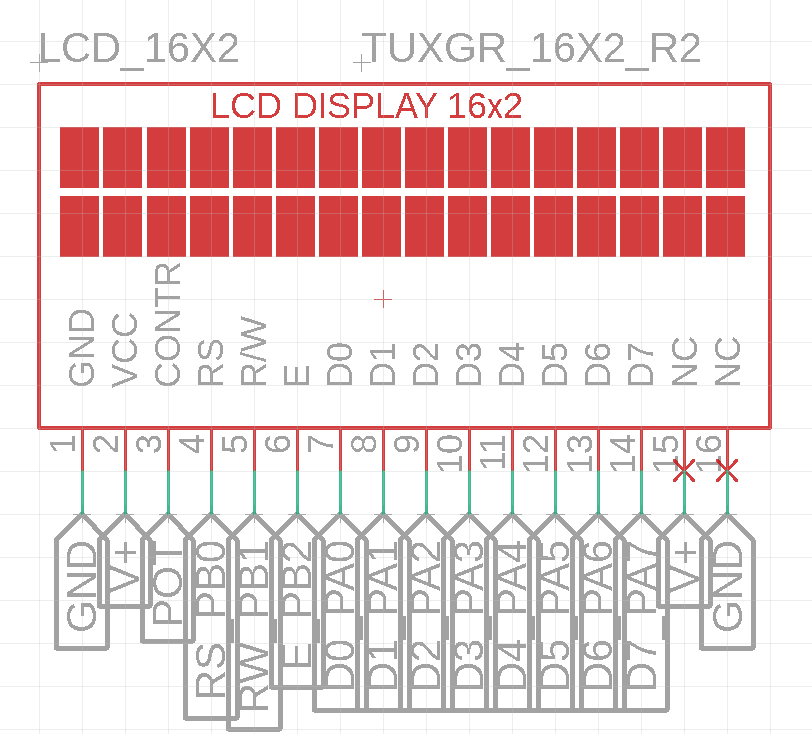 LCD_16X2 TUXGR_16X2_R2
LCD DISPLAY 16x2
GND VCC CONTR RS R/W E D0 D1 D2 D3 D4 D5 D6 D7 NC NC
1 2 3 4 5 6 7 8 9 10 11 12 13 14 15 16
GND V+ POT PB0 PB1 PB2 PA0 PA1 PA2 PA3 PA4 PA5 PA6 PA7 V+ GND
RS RW E D0 D1 D2 D3 D4 D5 D6 D7